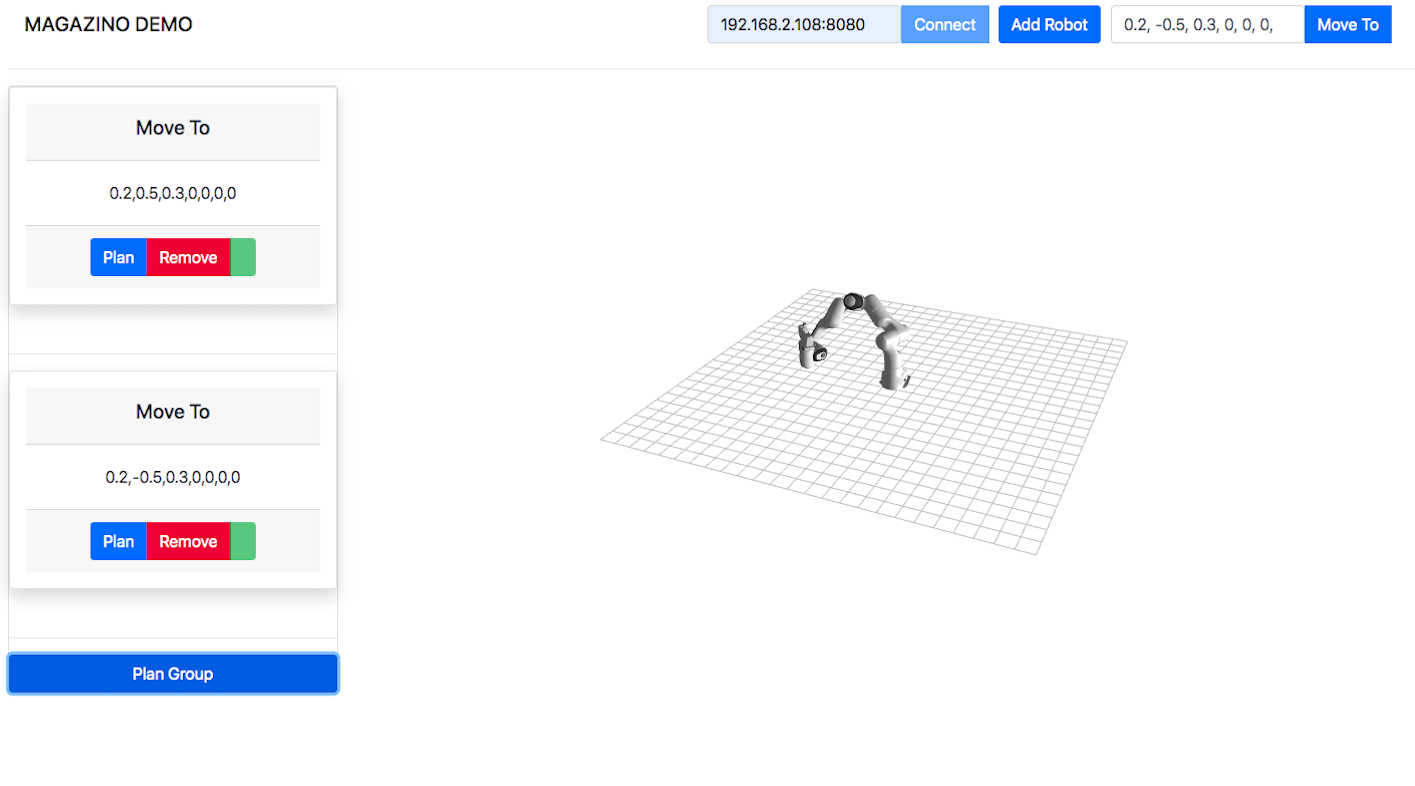 MAGAZINO DEMO
192.168.2.108:8080
Connect
Add Robot
0.2, -0.5, 0.3, 0, 0, 0,
Move To
Move To
0.2,0.5,0.3,0,0,0,0
Plan
Remove
Move To
0.2,-0.5,0.3,0,0,0,0
Plan
Remove
Plan Group